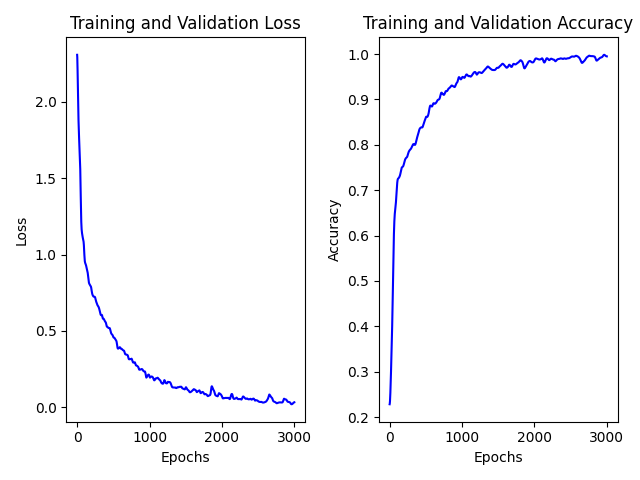 Training and Validation Loss
Loss
2.0
1.5
1.0
0.5
0.0
0 1000 2000 3000
Epochs
Training and Validation Accuracy
Accuracy
1.0
0.9
0.8
0.7
0.6
0.5
0.4
0.3
0.2
0 1000 2000 3000
Epochs